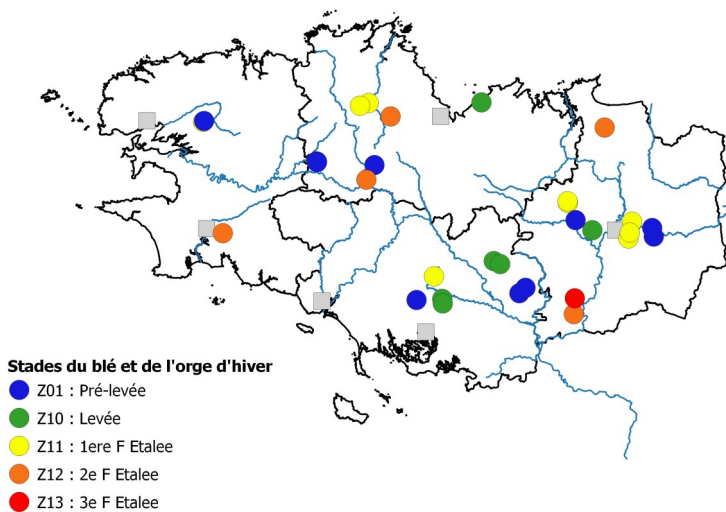 Stades du blé et de l'orge d'hiver
Z01 : Pré-levée
Z10 : Levée
Z11 : 1ere F Etalee
Z12 : 2e F Etalee
Z13 : 3e F Etalee